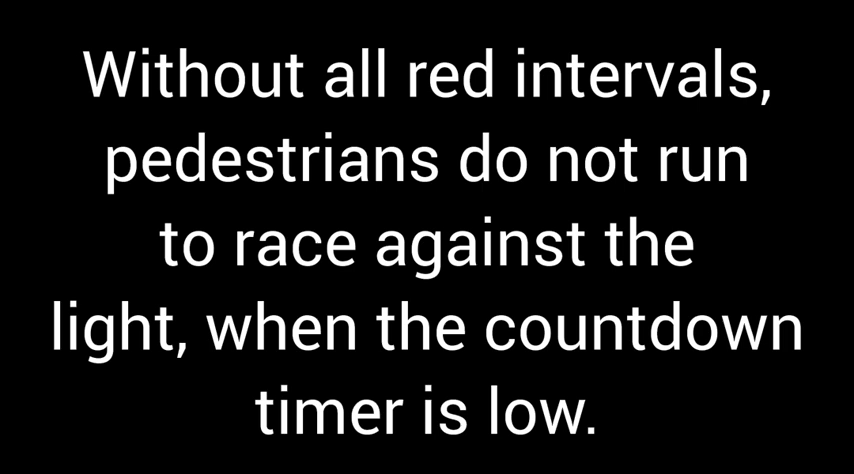 Without all red intervals,
pedestrians do not run
to race against the
light, when the countdown
timer is low.